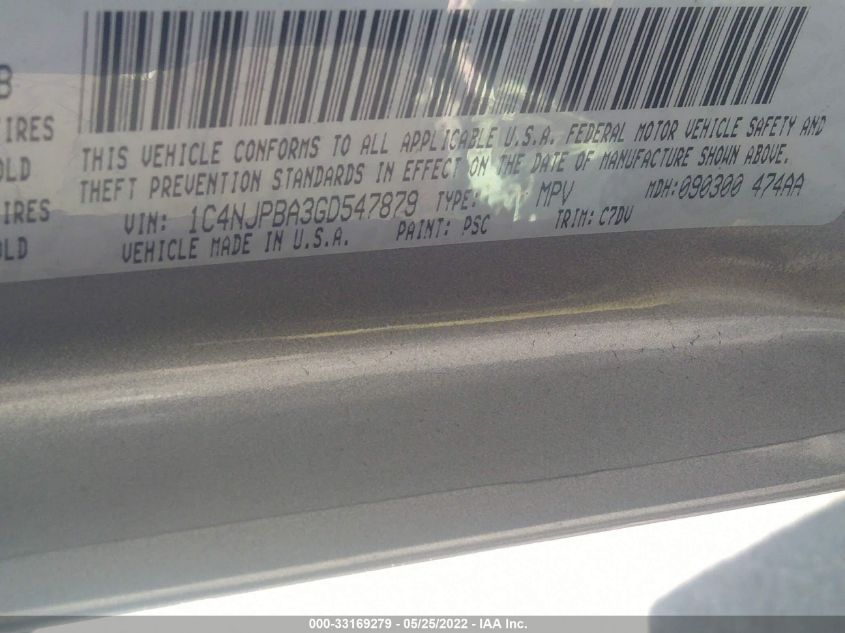 B
TIRES
OLD
TIRES
OLD
THIS VEHICLE CONFORMS TO ALL APPLICABLE U.S.A. FEDERAL MOTOR VEHICLE SAFETY AND
THEFT PREVENTION STANDARDS IN EFFECT ON THE DATE OF MANUFACTURE SHOWN ABOVE.
VIN: 1C4NJPBA3GD547879 TYPE: MPV MDH:090300 474AA
VEHICLE MADE IN U.S.A. PAINT: PSC TRIM: C7DV
000-33169279 - 05/25/2022 - IAA Inc.